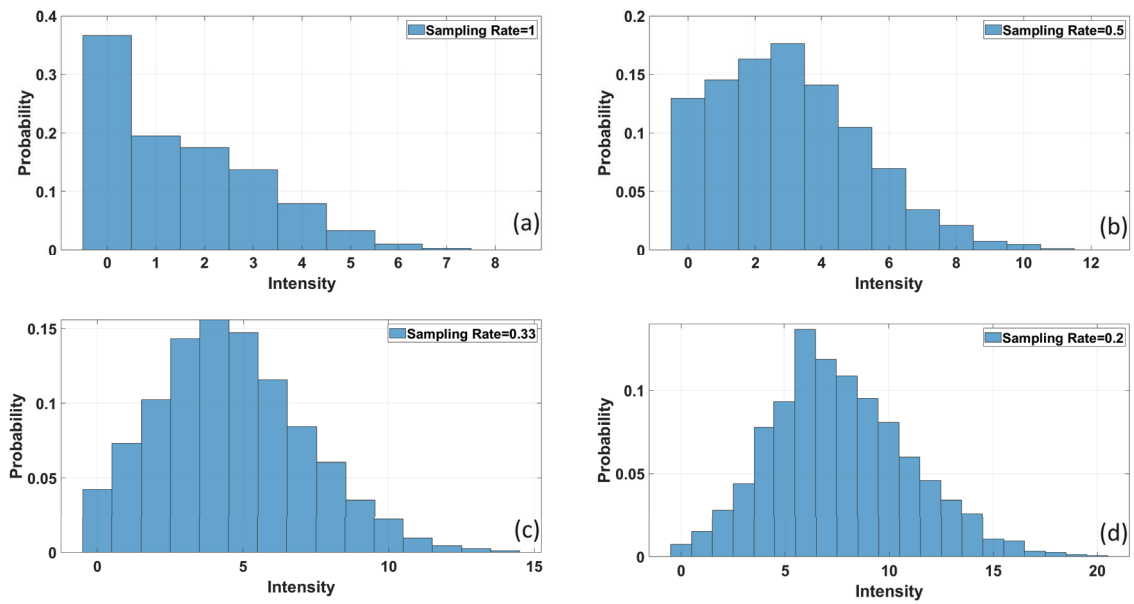 0.4
0.3
0.2
0.1
0
Probability
Sampling Rate=1
(a)
0 1 2 3 4 5 6 7 8
Intensity
0.2
0.15
0.1
0.05
0
Probability
Sampling Rate=0.5
(b)
0 2 4 6 8 10 12
Intensity
0.15
0.1
0.05
0
Probability
Sampling Rate=0.33
(c)
0 5 10 15
Intensity
0.1
0.05
0
Probability
Sampling Rate=0.2
(d)
0 5 10 15 20
Intensity